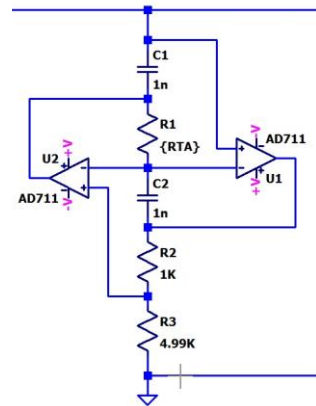 C1
1n
R1
{RTA}
C2
1n
R2
1K
R3
4.99K
+V
U2
AD711
-V
-V
AD711
U1
+V